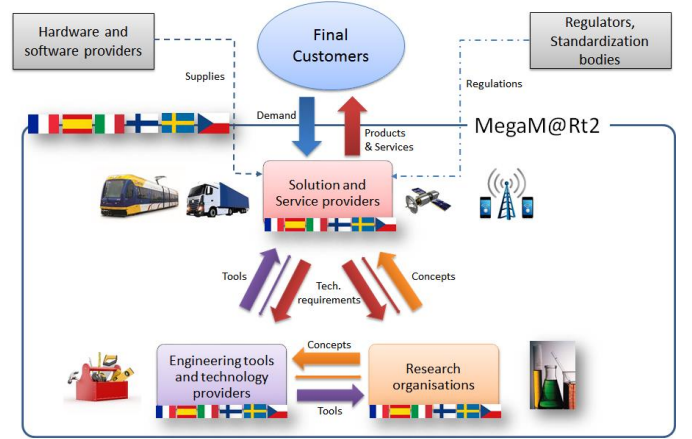 Hardware and
software providers
Final
Customers
Regulators,
Standardization
bodies
Supplies
Regulations
Demand
Products
& Services
MegaM@Rt2
Solution and
Service providers
Tools
Tech.
requirements
Concepts
Concepts
Engineering tools
and technology
providers
Research
organisations
Tools